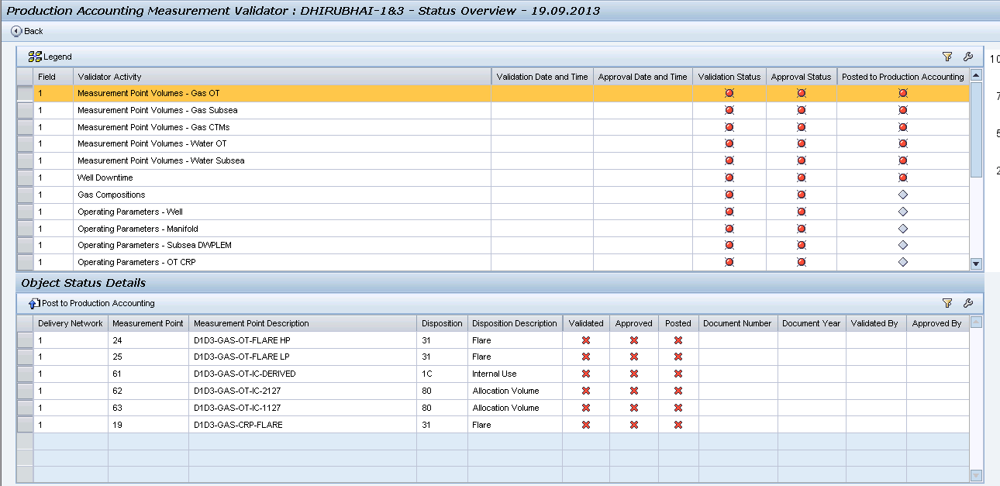 Production Accounting Measurement Validator : DHIRUBHAI-1&3 - Status Overview - 19.09.2013
Back
Legend
Field Validator Activity Validation Date and Time Approval Date and Time Validation Status Approval Status Posted to Production Accounting
1 Measurement Point Volumes - Gas OT
1 Measurement Point Volumes - Gas Subsea
1 Measurement Point Volumes - Gas CTMs
1 Measurement Point Volumes - Water OT
1 Measurement Point Volumes - Water Subsea
1 Well Downtime
1 Gas Compositions
1 Operating Parameters - Well
1 Operating Parameters - Manifold
1 Operating Parameters - Subsea DWPLEM
1 Operating Parameters - OT CRP
Object Status Details
Post to Production Accounting
Delivery Network Measurement Point Measurement Point Description Disposition Disposition Description Validated Approved Posted Document Number Document Year Validated By Approved By
1 24 D1D3-GAS-OT-FLARE HP 31 Flare
1 25 D1D3-GAS-OT-FLARE LP 31 Flare
1 61 D1D3-GAS-OT-IC-DERIVED 1C Internal Use
1 62 D1D3-GAS-OT-IC-2127 80 Allocation Volume
1 63 D1D3-GAS-OT-IC-1127 80 Allocation Volume
1 19 D1D3-GAS-CRP-FLARE 31 Flare